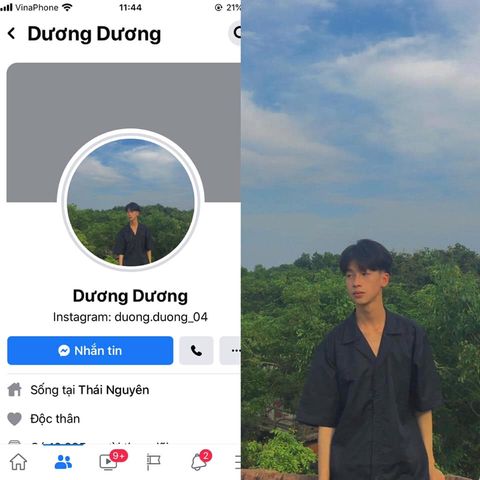 VinaPhone 11:44 21%
Dương Dương
Dương Dương
Instagram: duong.duong_04
Nhắn tin
Sống tại Thái Nguyên
Độc thân
9+ 2